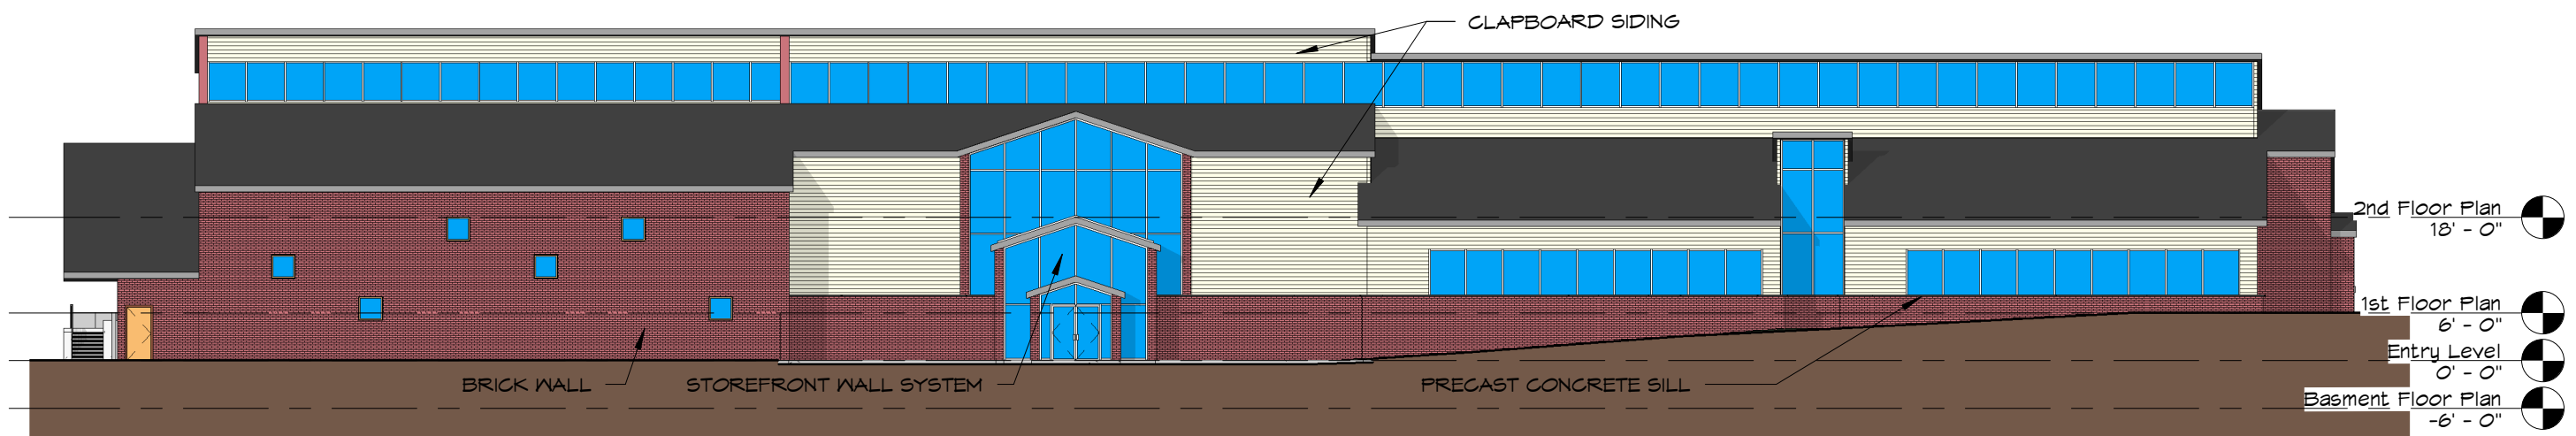 CLAPBOARD SIDING
2nd Floor Plan
18' - 0"
1st Floor Plan
6' - 0"
Entry Level
0' - 0"
BRICK WALL
STOREFRONT WALL SYSTEM
PRECAST CONCRETE SILL
Basment Floor Plan
-6' - 0"